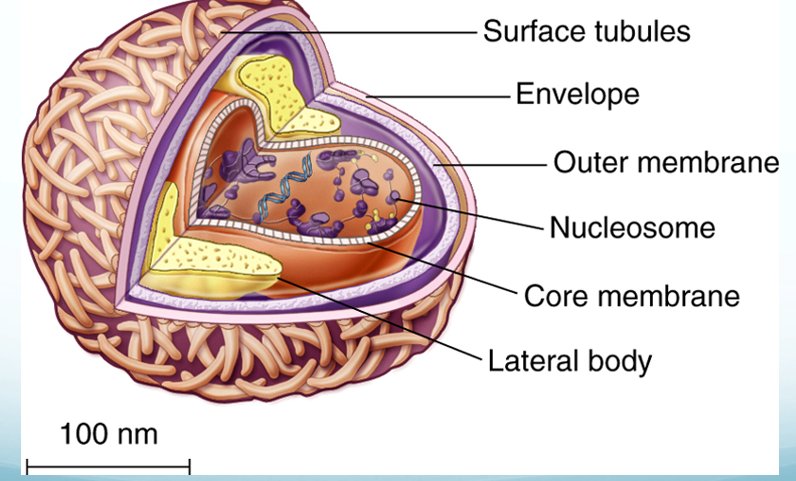 Surface tubules
Envelope
Outer membrane
Nucleosome
Core membrane
Lateral body
100 nm